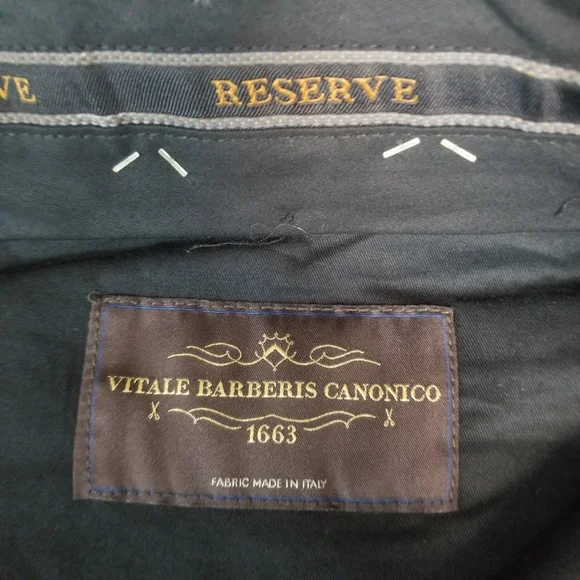 VE RESERVE
VITALE BARBERIS CANONICO
1663
FABRIC MADE IN ITALY